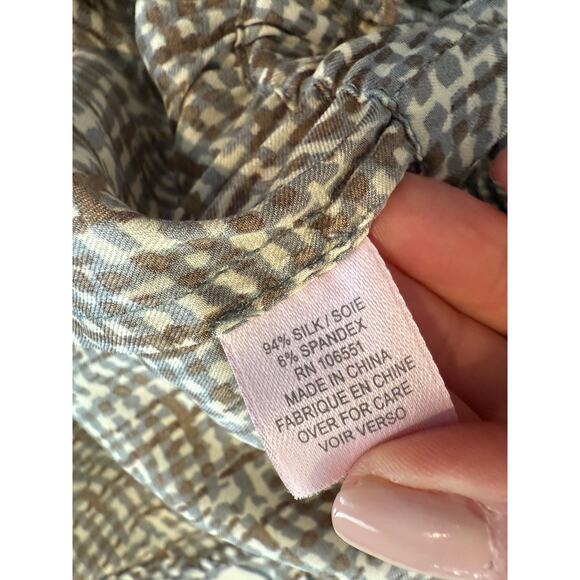 94% SILK / SOIE
6% SPANDEX
RN 106551
MADE IN CHINA
FABRIQUE EN CHINE
OVER FOR CARE
VOIR VERSO